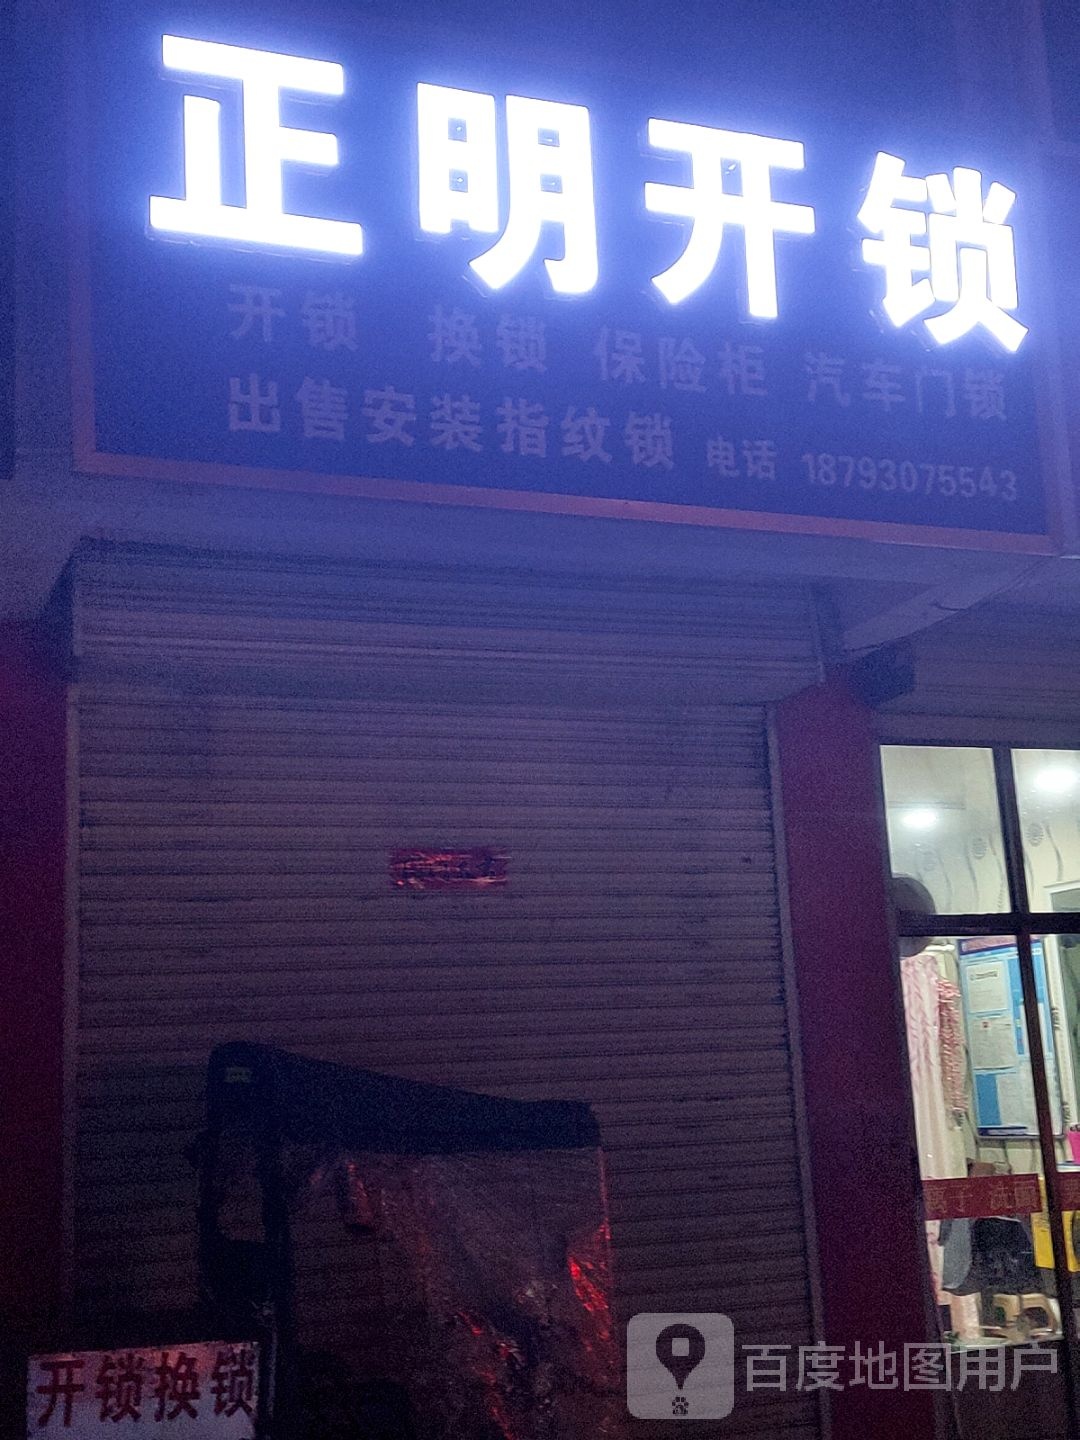 正明开锁
开锁 换锁 保险柜 汽车门锁
出售安装指纹锁 电话 18793075543
开锁换锁
百度地图用户